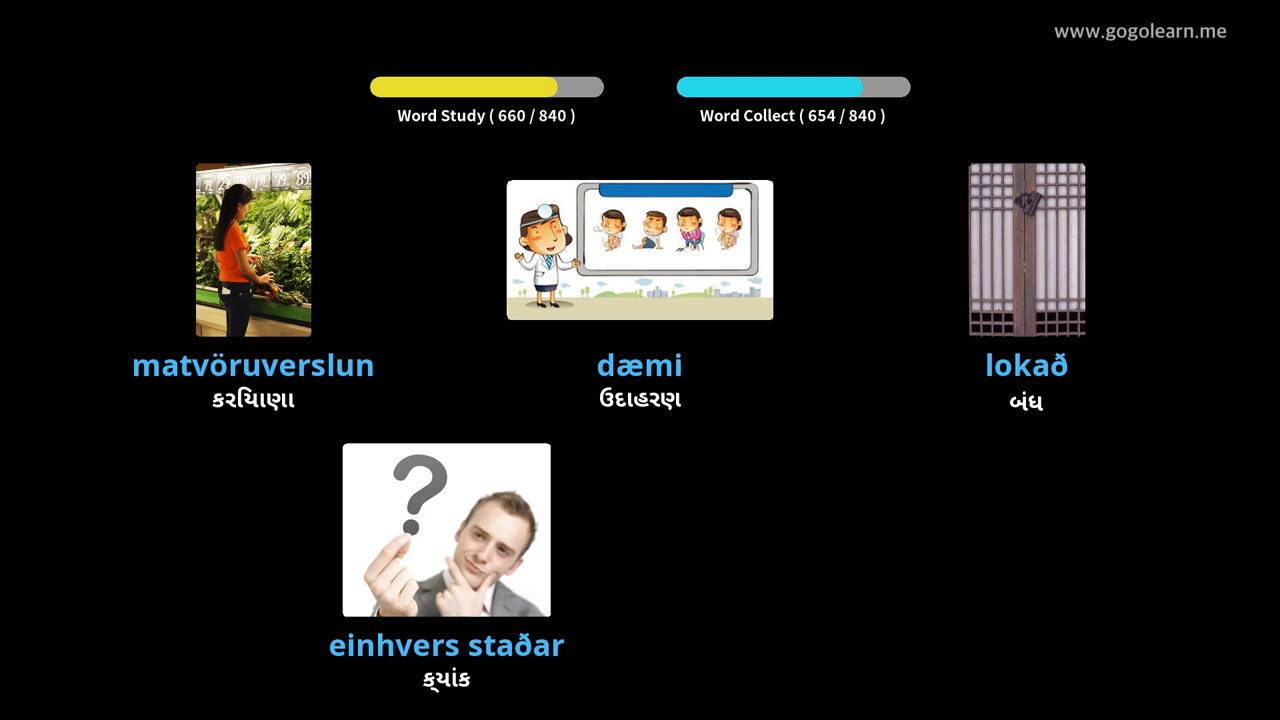 www.gogolearn.me
Word Study ( 660 / 840 )
Word Collect ( 654 / 840 )
matvöruverslun
કરિયાણા
dæmi
ઉદાહરણ
lokað
બંધ
einhvers staðar
ક્યાંક